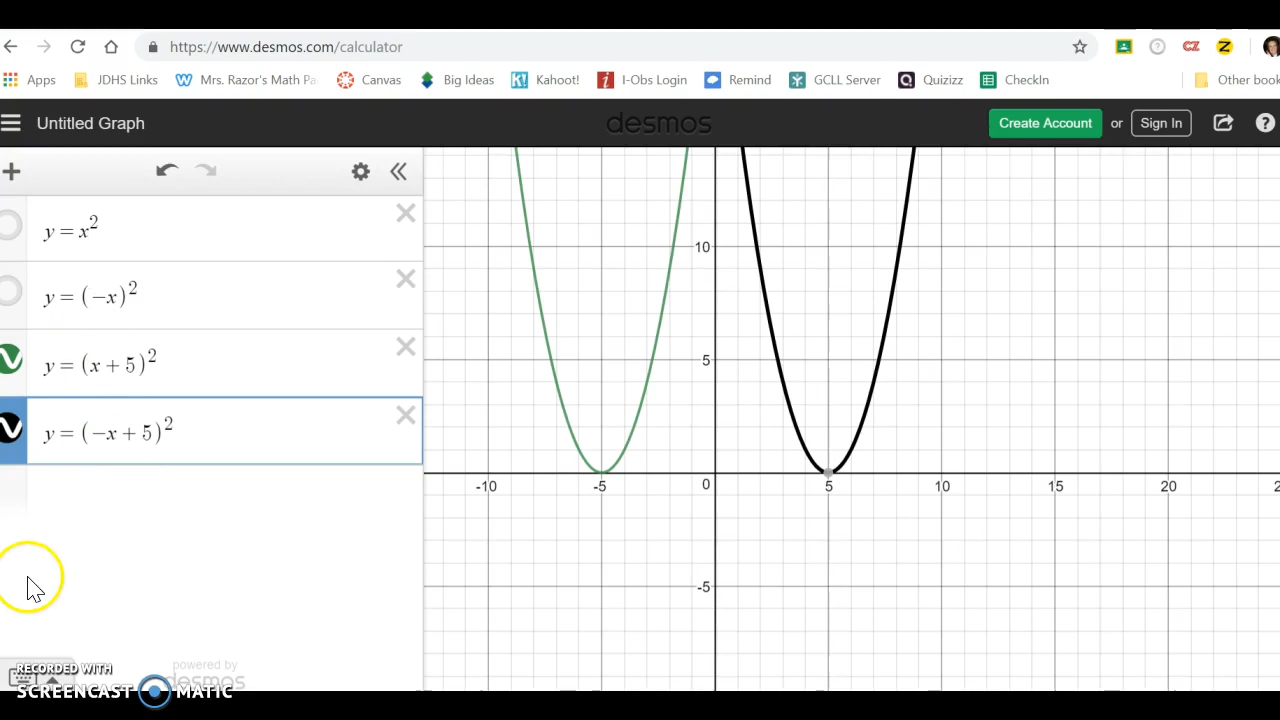 https://www.desmos.com/calculator
CZ
Z
Apps JDHS Links Mrs. Razor's Math Pa Canvas Big Ideas Kahoot! I-Obs Login Remind GCLL Server Quizizz CheckIn Other book
Untitled Graph desmos Create Account or Sign In
y = x²
y = (−x)²
y = (x + 5)²
y = (−x + 5)²
10
5
-10 -5 0 5 10 15 20 2
-5
powered by
desmos
RECORDED WITH
SCREENCAST MATIC